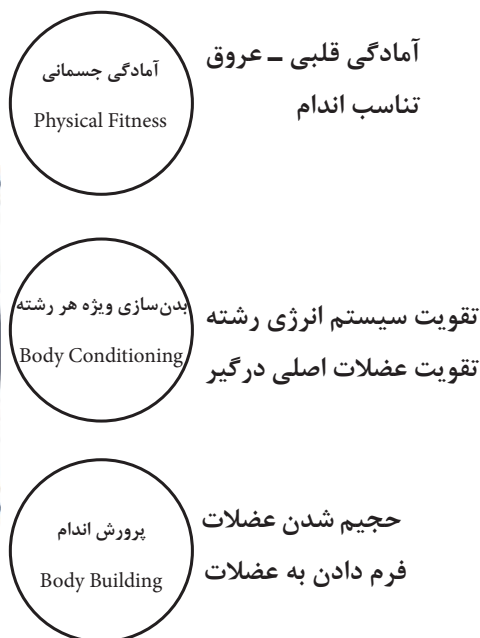 آمادگی جسمانی
Physical Fitness
آمادگی قلبی ـ عروق
تناسب اندام
بدن‌سازی ویژه هر رشته
Body Conditioning
تقویت سیستم انرژی رشته
تقویت عضلات اصلی درگیر
پرورش اندام
Body Building
حجیم شدن عضلات
فرم دادن به عضلات